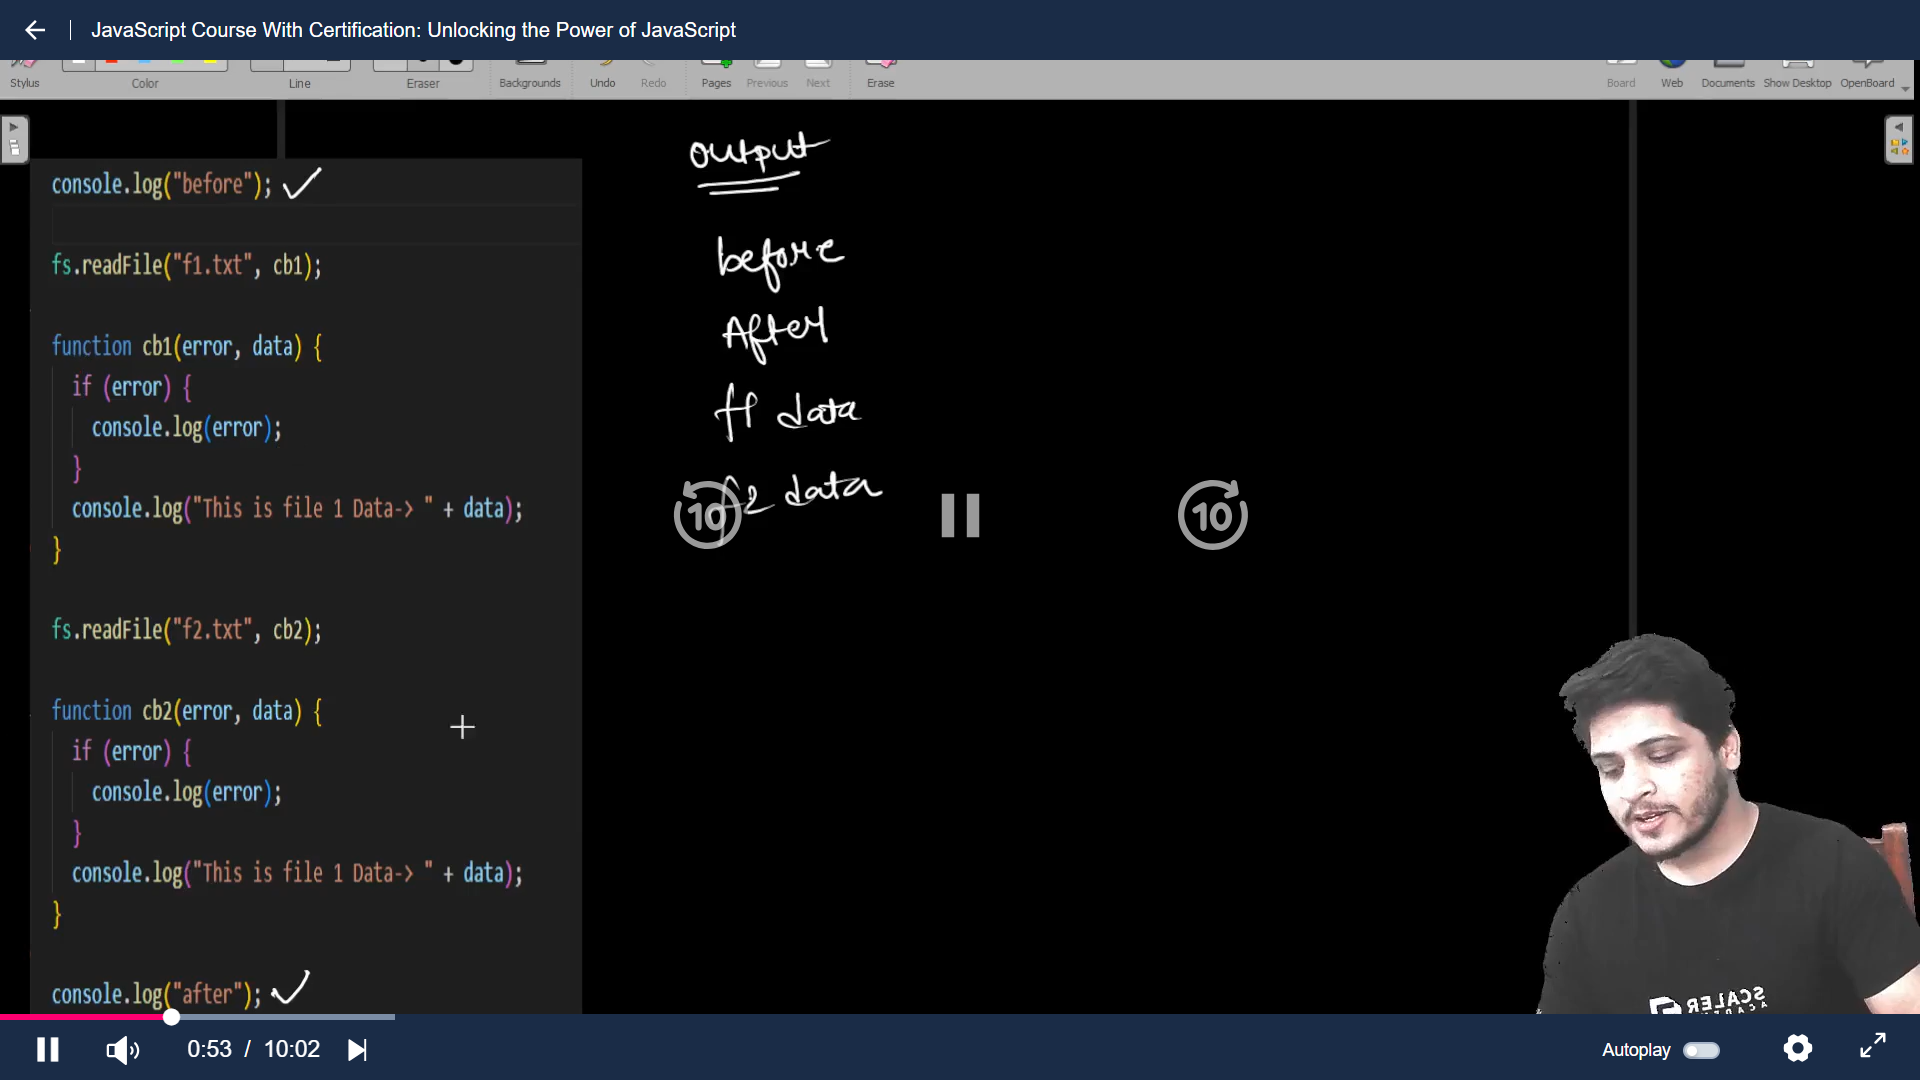 JavaScript Course With Certification: Unlocking the Power of JavaScript
Stylus Color Line Eraser Backgrounds Undo Redo Pages Previous Next Erase Board Web Documents Show Desktop OpenBoard
output
console.log("before");
before
fs.readFile("f1.txt", cb1);
After
function cb1(error, data) {
if (error) {
f1 data
console.log(error);
}
f2 data
console.log("This is file 1 Data-> " + data);
10 10
}
fs.readFile("f2.txt", cb2);
function cb2(error, data) {
if (error) {
console.log(error);
}
console.log("This is file 1 Data-> " + data);
}
console.log("after");
SCALER
ACADEMY
0:53 / 10:02 Autoplay